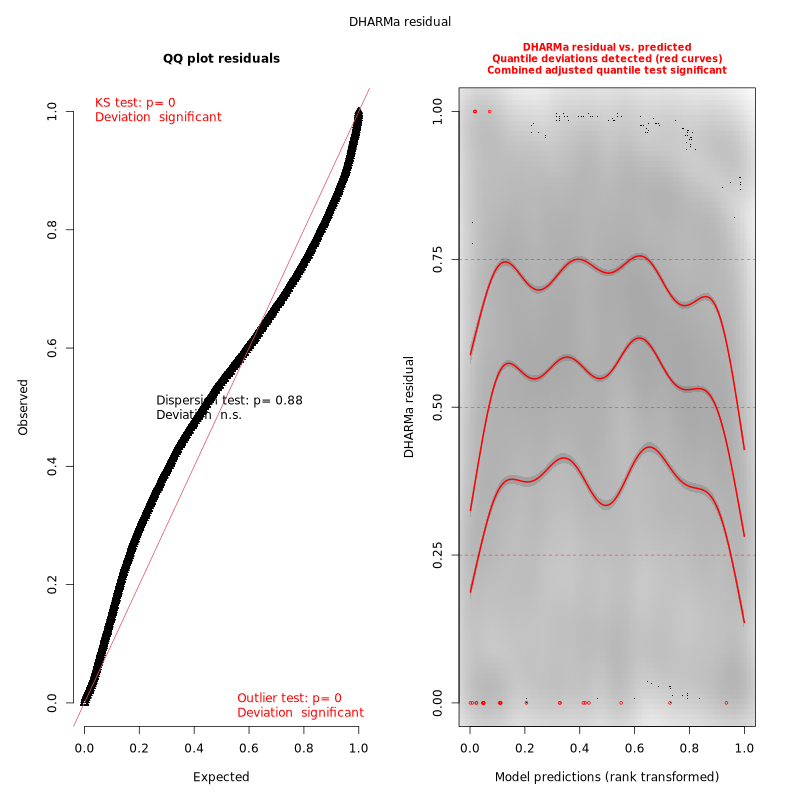 DHARMa residual
QQ plot residuals
KS test: p= 0
Deviation  significant
Dispersion test: p= 0.88
Deviation  n.s.
Outlier test: p= 0
Deviation  significant
Observed
0.0
0.2
0.4
0.6
0.8
1.0
0.0 0.2 0.4 0.6 0.8 1.0
Expected
DHARMa residual vs. predicted
Quantile deviations detected (red curves)
Combined adjusted quantile test significant
DHARMa residual
0.00
0.25
0.50
0.75
1.00
0.0 0.2 0.4 0.6 0.8 1.0
Model predictions (rank transformed)